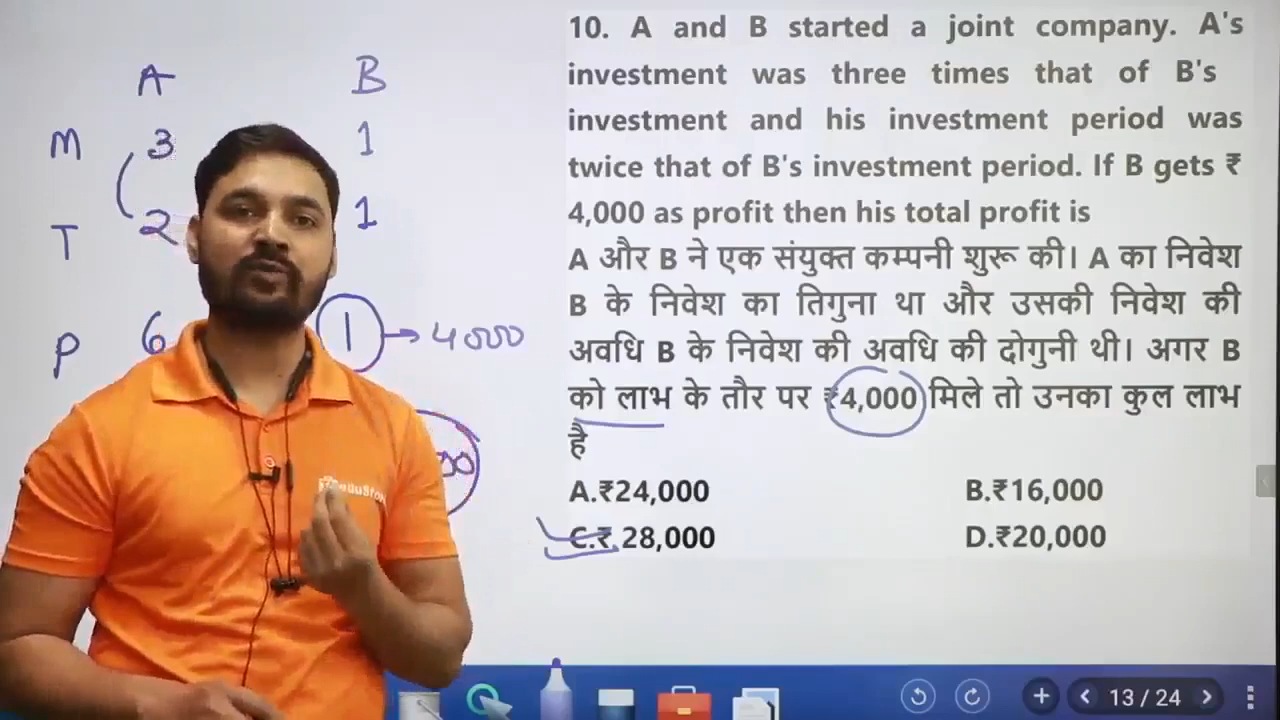 A B
M 3 1
T 2 1
P 6 1 → 4000
10. A and B started a joint company. A's
investment was three times that of B's
investment and his investment period was
twice that of B's investment period. If B gets ₹
4,000 as profit then his total profit is
A और B ने एक संयुक्त कम्पनी शुरू की। A का निवेश
B के निवेश का तिगुना था और उसकी निवेश की
अवधि B के निवेश की अवधि की दोगुनी थी। अगर B
को लाभ के तौर पर ₹4,000 मिले तो उनका कुल लाभ
है
A.₹24,000 B.₹16,000
C.₹.28,000 D.₹20,000
13 / 24